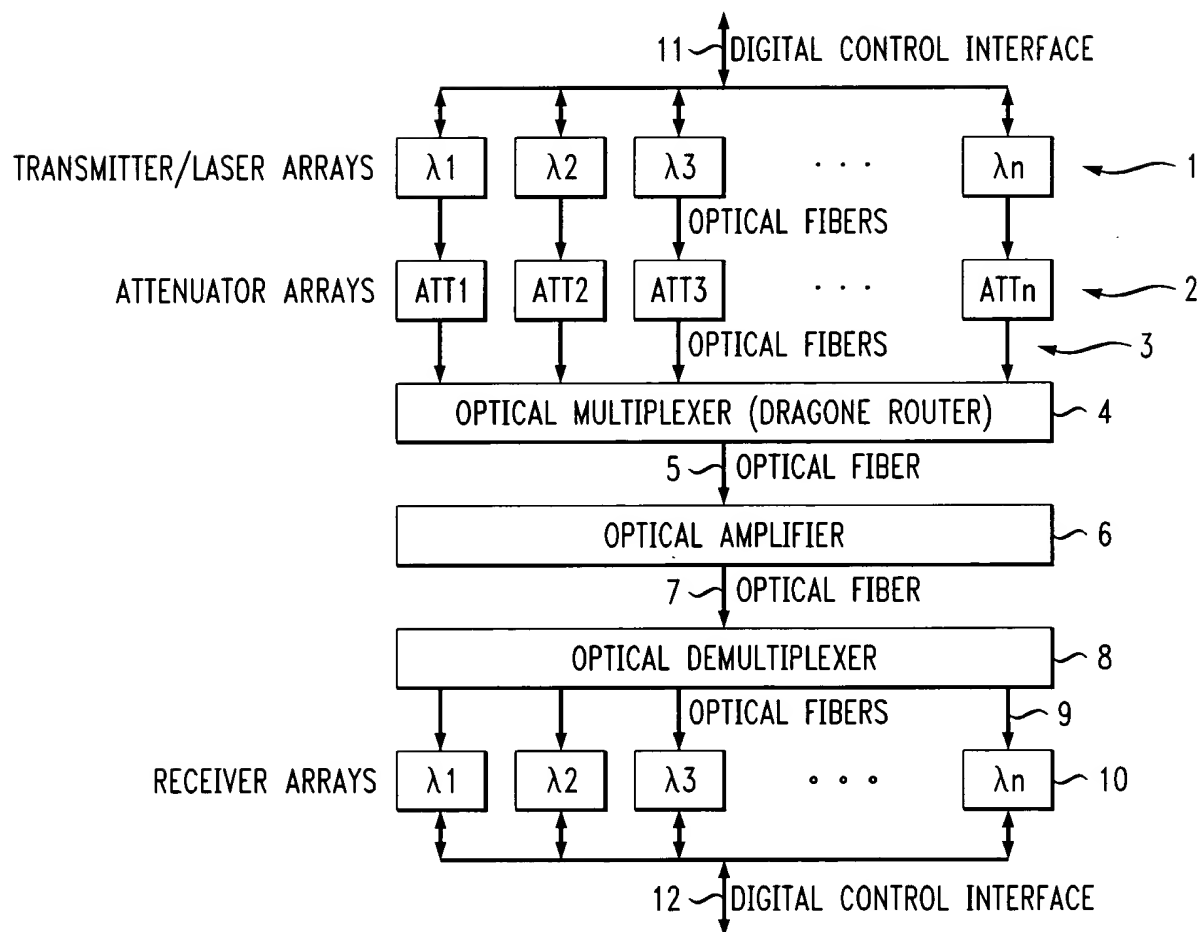 11 DIGITAL CONTROL INTERFACE
TRANSMITTER/LASER ARRAYS λ1 λ2 λ3 . . . λn 1
OPTICAL FIBERS
ATTENUATOR ARRAYS ATT1 ATT2 ATT3 . . . ATTn 2
OPTICAL FIBERS 3
OPTICAL MULTIPLEXER (DRAGONE ROUTER) 4
5 OPTICAL FIBER
OPTICAL AMPLIFIER 6
7 OPTICAL FIBER
OPTICAL DEMULTIPLEXER 8
OPTICAL FIBERS 9
RECEIVER ARRAYS λ1 λ2 λ3 ∘ ∘ ∘ λn 10
12 DIGITAL CONTROL INTERFACE